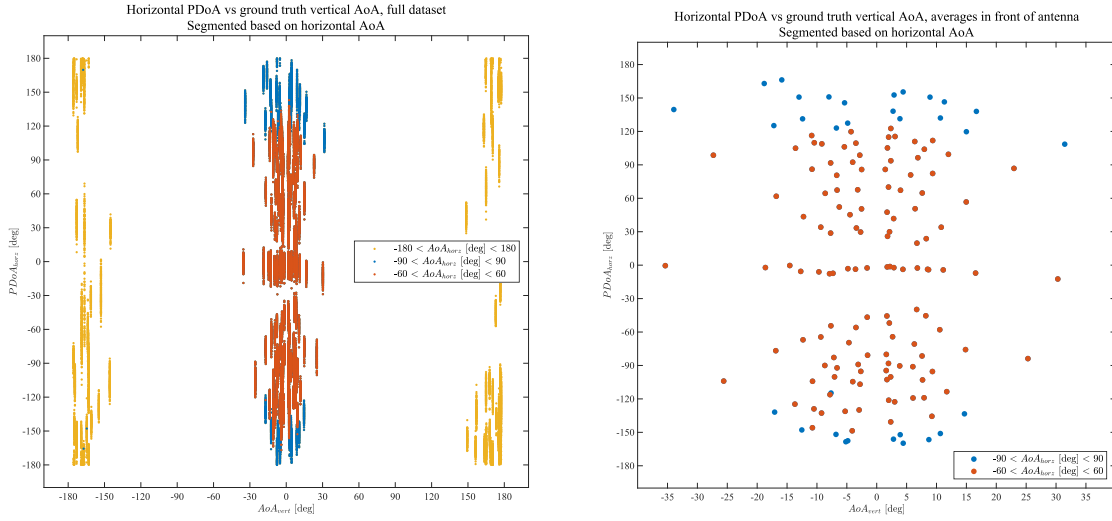 Horizontal PDoA vs ground truth vertical AoA, full dataset
Segmented based on horizontal AoA
180
150
120
90
60
30
0
-30
-60
-90
-120
-150
-180
PDoA_horz [deg]
-180 < AoA_horz [deg] < 180
-90 < AoA_horz [deg] < 90
-60 < AoA_horz [deg] < 60
-180 -150 -120 -90 -60 -30 0 30 60 90 120 150 180
AoA_vert [deg]
Horizontal PDoA vs ground truth vertical AoA, averages in front of antenna
Segmented based on horizontal AoA
180
150
120
90
60
30
0
-30
-60
-90
-120
-150
-180
PDoA_horz [deg]
-90 < AoA_horz [deg] < 90
-60 < AoA_horz [deg] < 60
-35 -30 -25 -20 -15 -10 -5 0 5 10 15 20 25 30 35
AoA_vert [deg]